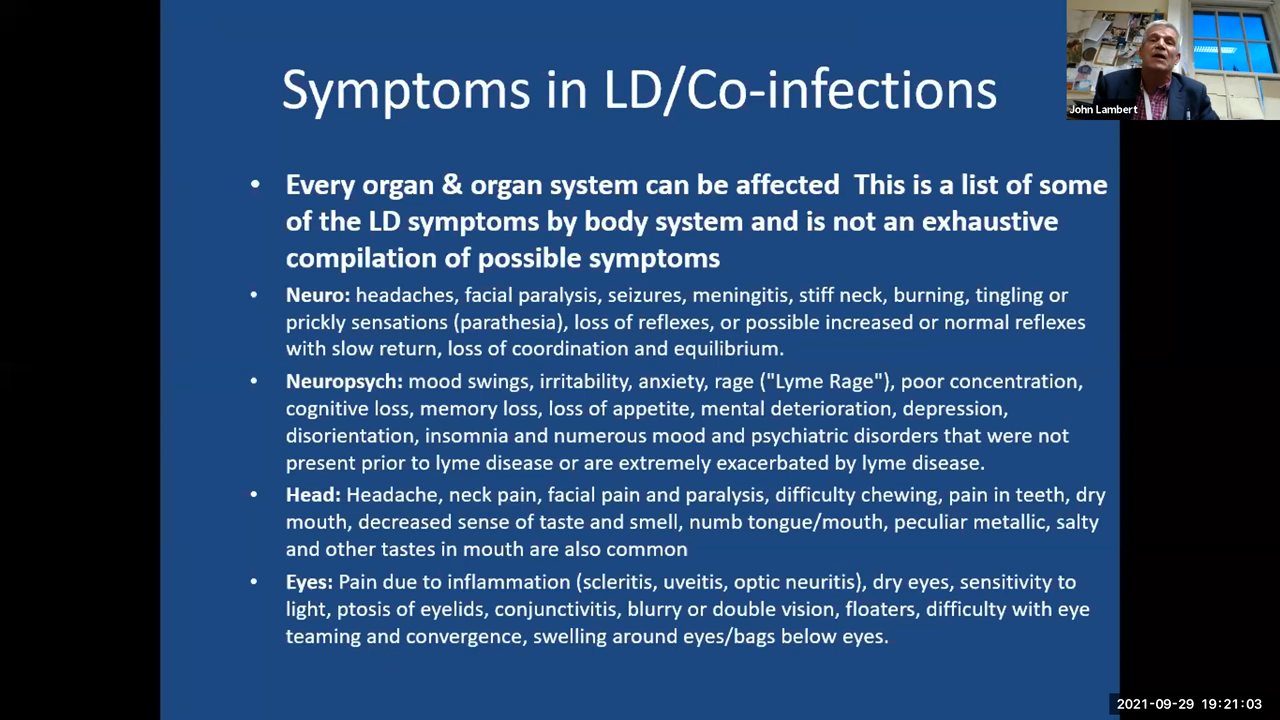 Symptoms in LD/Co-infections
John Lambert
• Every organ & organ system can be affected  This is a list of some
of the LD symptoms by body system and is not an exhaustive
compilation of possible symptoms
• Neuro: headaches, facial paralysis, seizures, meningitis, stiff neck, burning, tingling or
prickly sensations (parathesia), loss of reflexes, or possible increased or normal reflexes
with slow return, loss of coordination and equilibrium.
• Neuropsych: mood swings, irritability, anxiety, rage ("Lyme Rage"), poor concentration,
cognitive loss, memory loss, loss of appetite, mental deterioration, depression,
disorientation, insomnia and numerous mood and psychiatric disorders that were not
present prior to lyme disease or are extremely exacerbated by lyme disease.
• Head: Headache, neck pain, facial pain and paralysis, difficulty chewing, pain in teeth, dry
mouth, decreased sense of taste and smell, numb tongue/mouth, peculiar metallic, salty
and other tastes in mouth are also common
• Eyes: Pain due to inflammation (scleritis, uveitis, optic neuritis), dry eyes, sensitivity to
light, ptosis of eyelids, conjunctivitis, blurry or double vision, floaters, difficulty with eye
teaming and convergence, swelling around eyes/bags below eyes.
2021-09-29 19:21:03